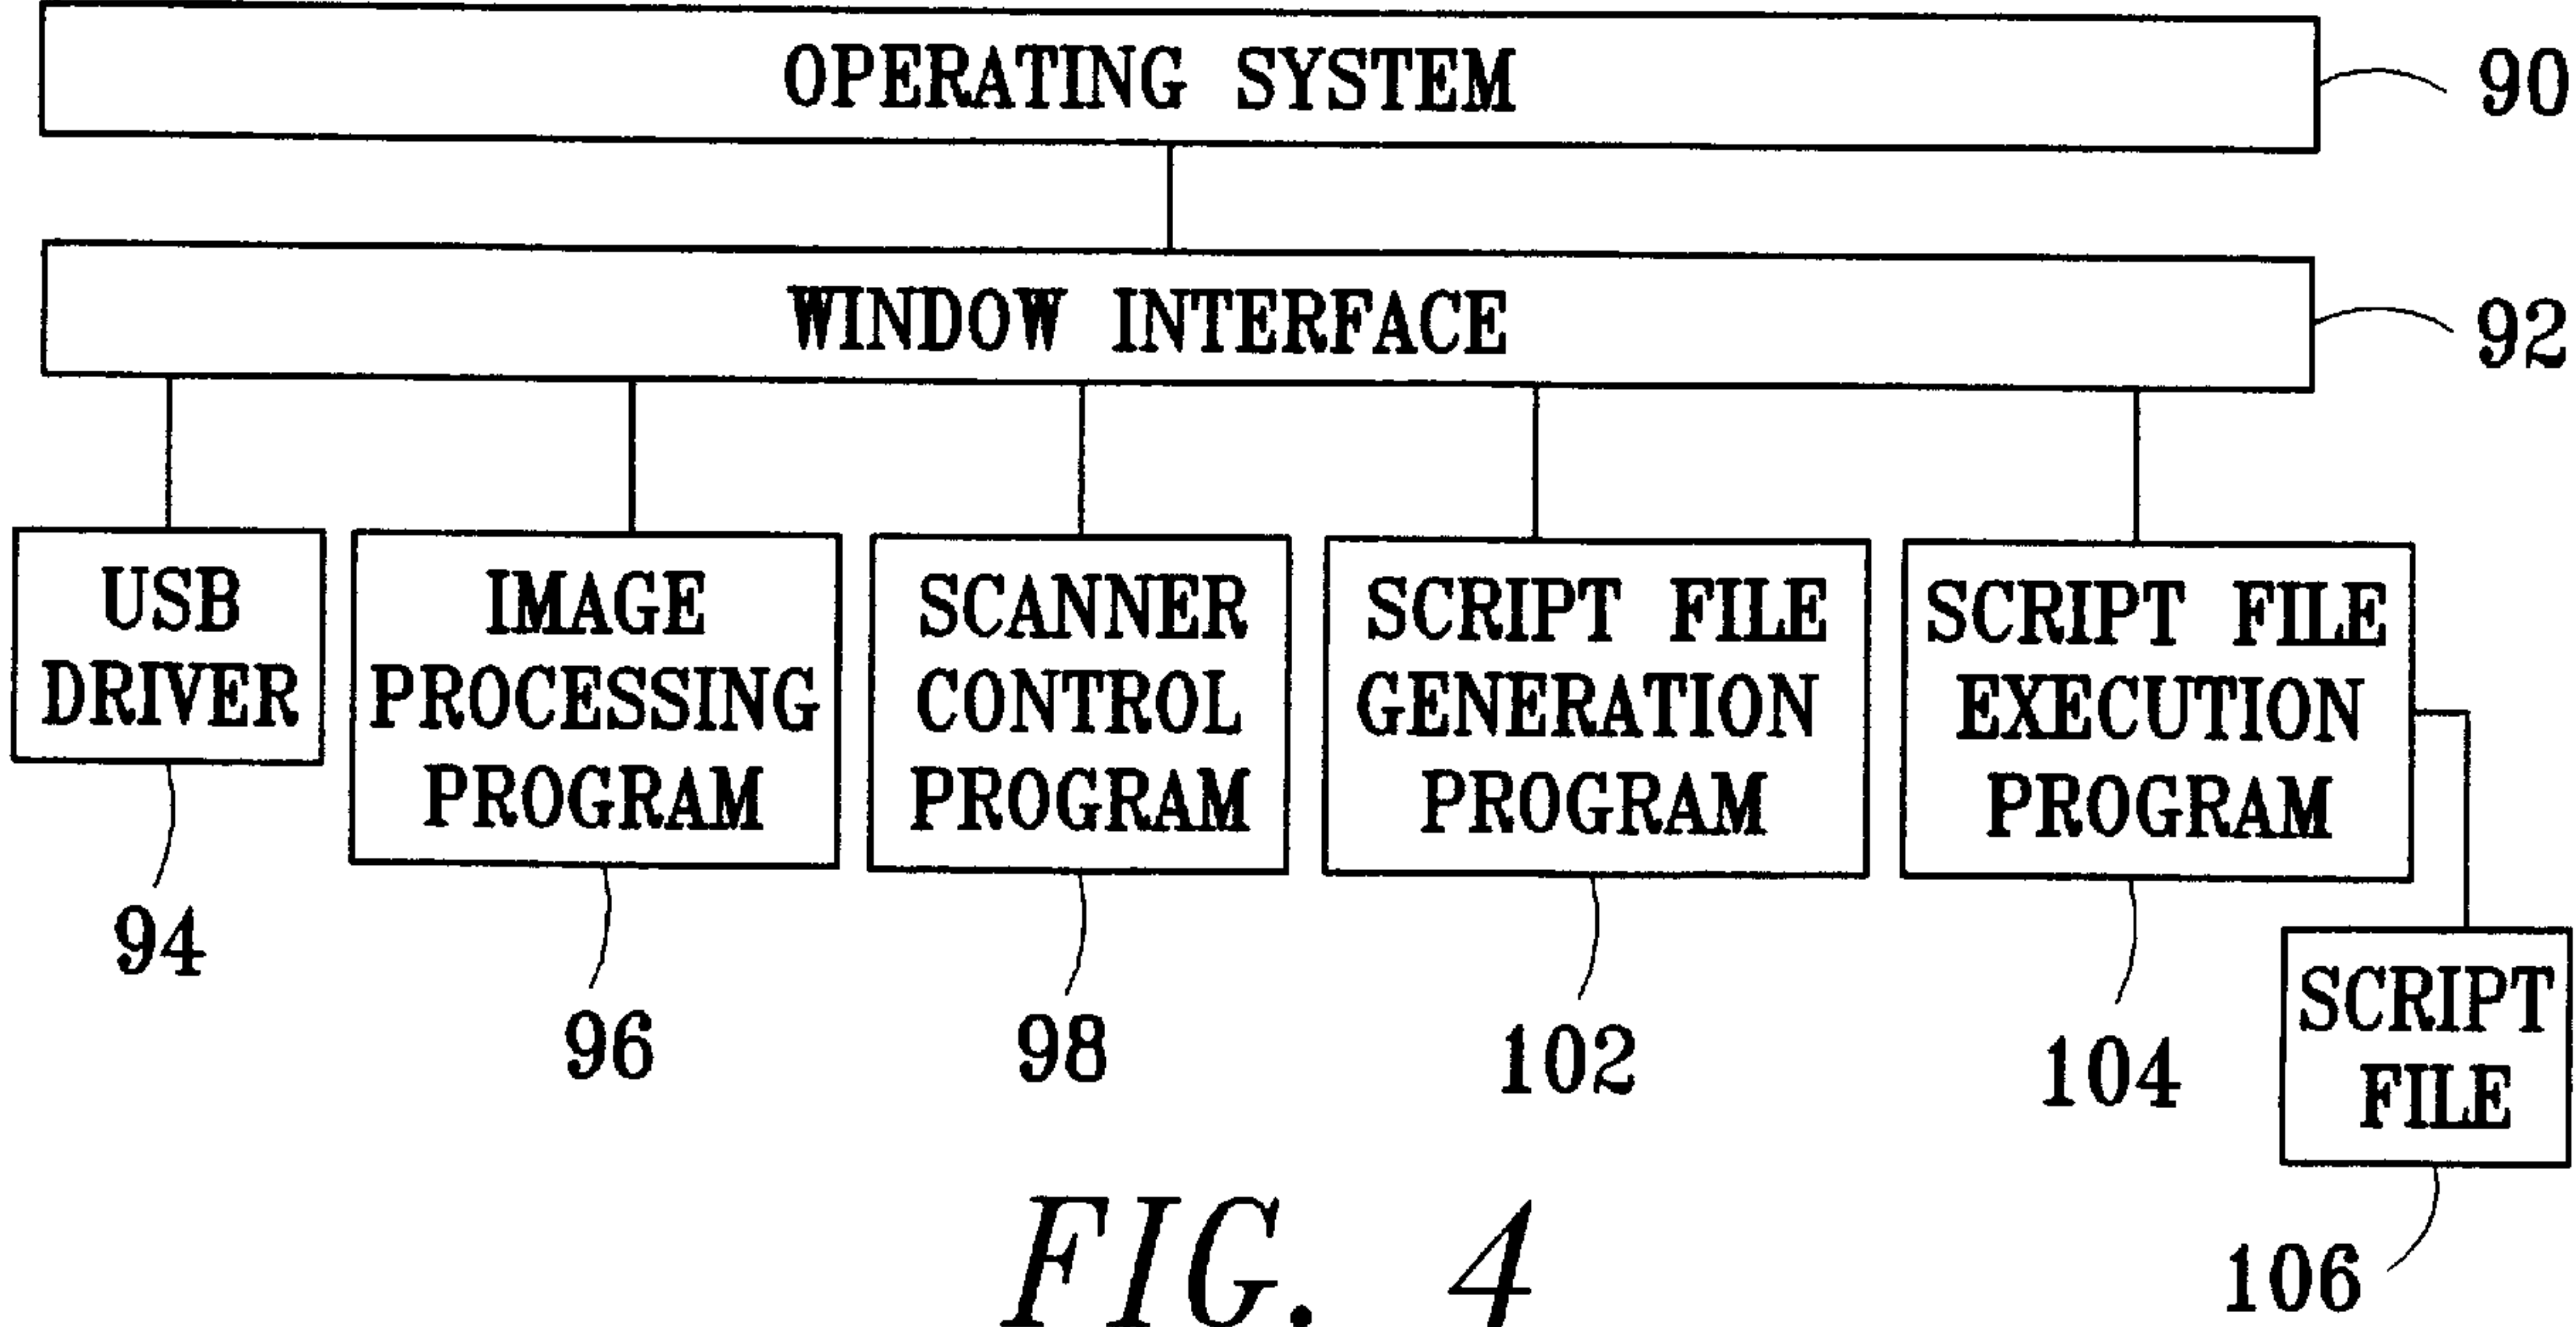 OPERATING SYSTEM
90
WINDOW INTERFACE
92
USB
DRIVER
94
IMAGE
PROCESSING
PROGRAM
96
SCANNER
CONTROL
PROGRAM
98
SCRIPT FILE
GENERATION
PROGRAM
102
SCRIPT FILE
EXECUTION
PROGRAM
104
SCRIPT
FILE
106
FIG. 4